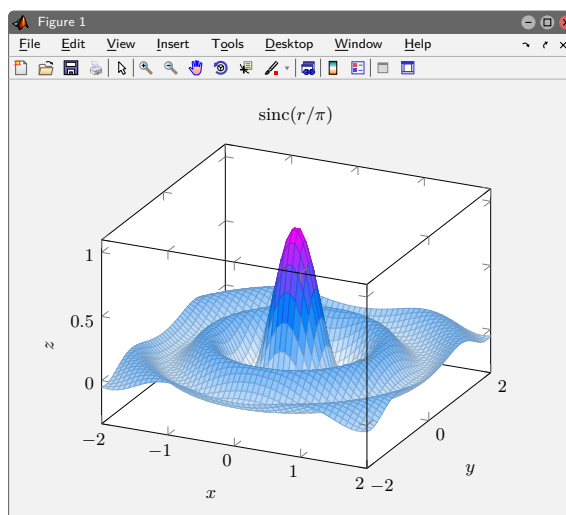 Figure 1
File Edit View Insert Tools Desktop Window Help
sinc(r/π)
1
0.5
0
z
−2
−1
0
1
2
x
−2
0
2
y